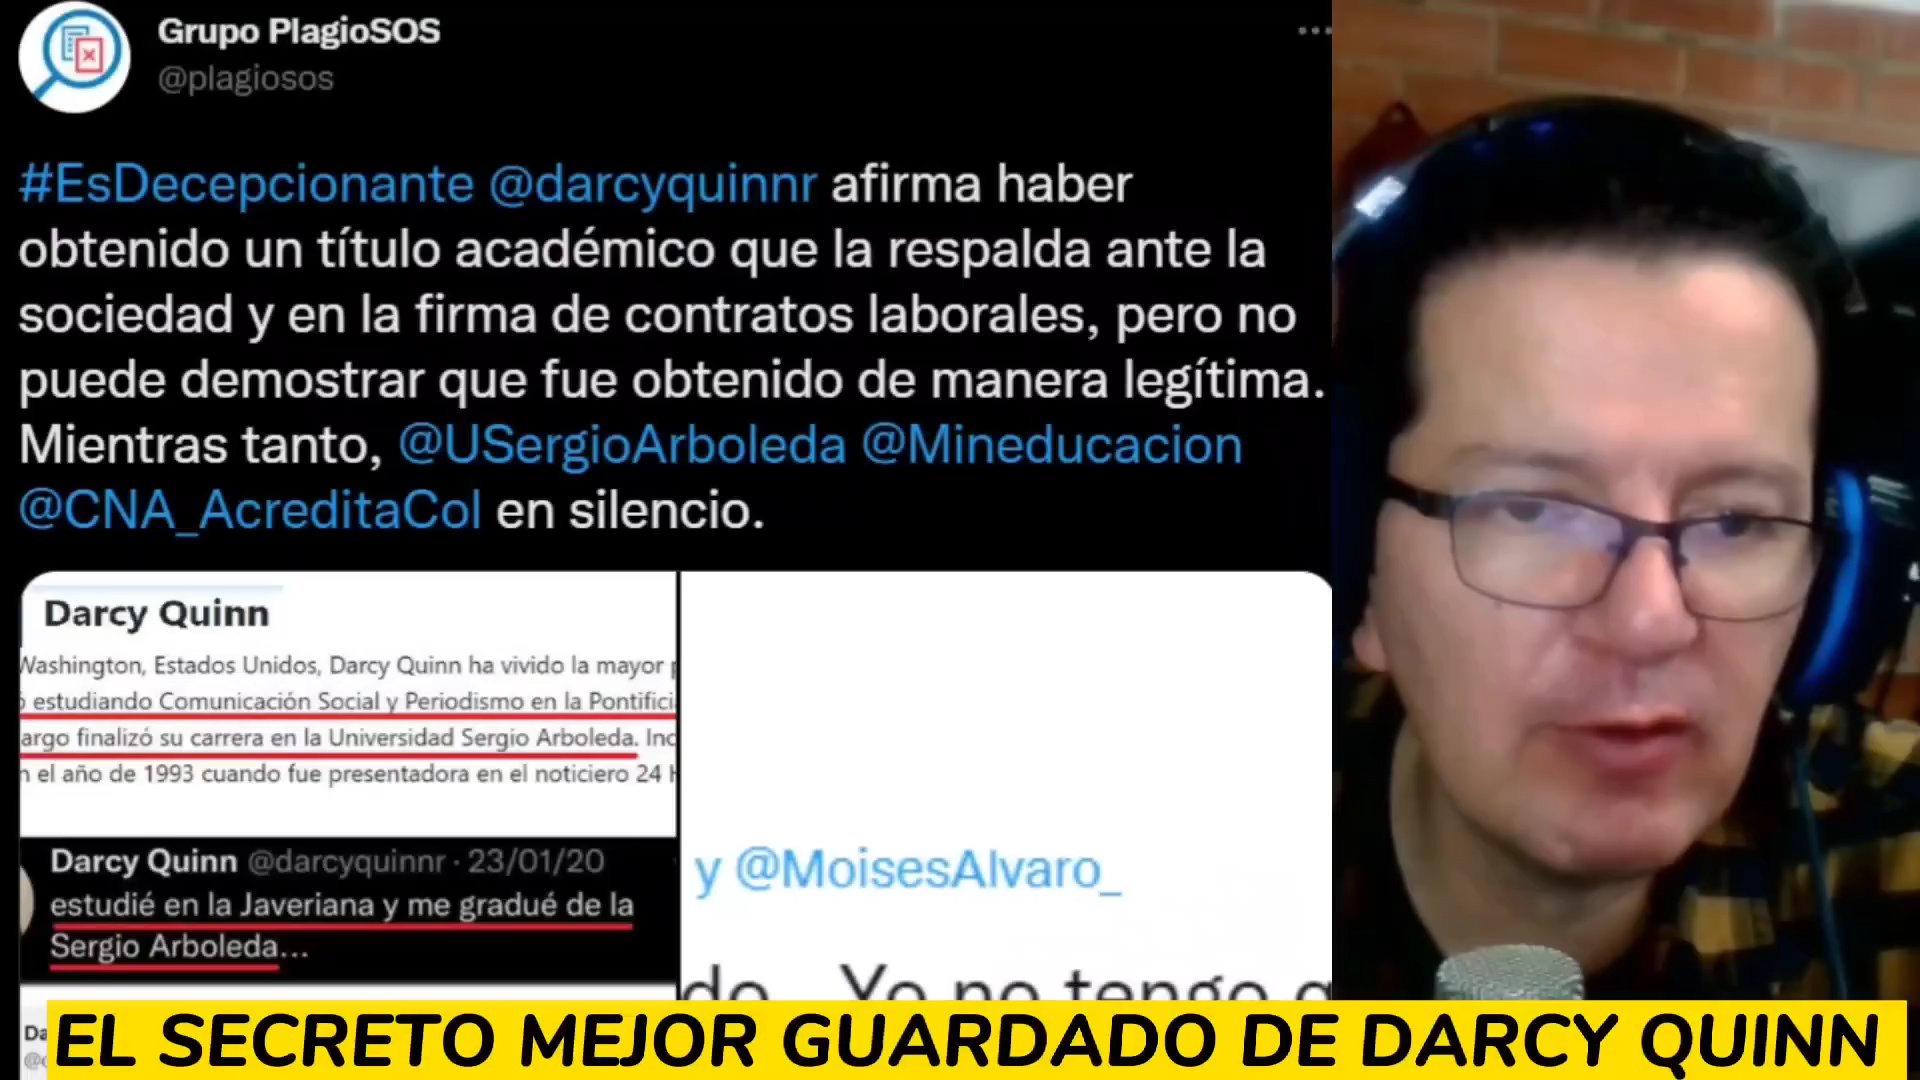 Grupo PlagioSOS
@plagiosos
#EsDecepcionante @darcyquinnr afirma haber
obtenido un título académico que la respalda ante la
sociedad y en la firma de contratos laborales, pero no
puede demostrar que fue obtenido de manera legítima.
Mientras tanto, @USergioArboleda @Mineducacion
@CNA_AcreditaCol en silencio.
Darcy Quinn
Washington, Estados Unidos, Darcy Quinn ha vivido la mayor
estudiando Comunicación Social y Periodismo en la
finalizó su carrera en la Universidad Sergio Arboleda.
el año de 1993 cuando fue presentadora en el noticiero 24
Darcy Quinn @darcyquinnr · 23/01/20
estudié en la Javeriana y me gradué de la
Sergio Arboleda...
y @MoisesAlvaro_
Yo no tengo
EL SECRETO MEJOR GUARDADO DE DARCY QUINN